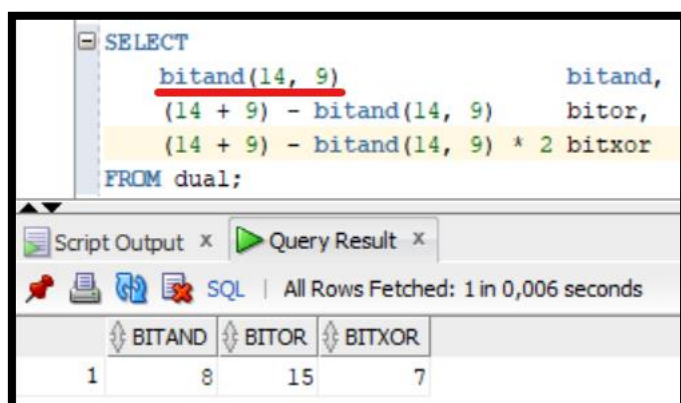 SELECT
bitand(14, 9) bitand,
(14 + 9) - bitand(14, 9) bitor,
(14 + 9) - bitand(14, 9) * 2 bitxor
FROM dual;
Script Output x Query Result x
SQL | All Rows Fetched: 1 in 0,006 seconds
BITAND BITOR BITXOR
1 8 15 7